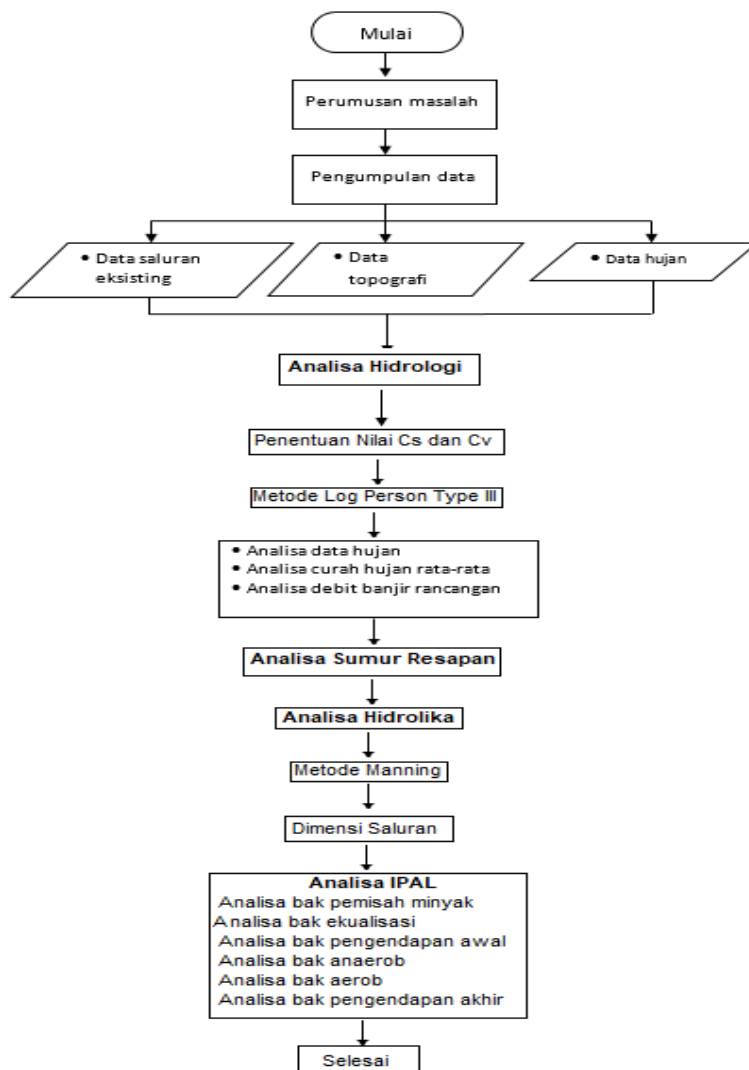 Mulai
Perumusan masalah
Pengumpulan data
• Data saluran
eksisting
• Data
topografi
• Data hujan
Analisa Hidrologi
Penentuan Nilai Cs dan Cv
Metode Log Person Type III
• Analisa data hujan
• Analisa curah hujan rata-rata
• Analisa debit banjir rancangan
Analisa Sumur Resapan
Analisa Hidrolika
Metode Manning
Dimensi Saluran
Analisa IPAL
Analisa bak pemisah minyak
Analisa bak ekualisasi
Analisa bak pengendapan awal
Analisa bak anaerob
Analisa bak aerob
Analisa bak pengendapan akhir
Selesai